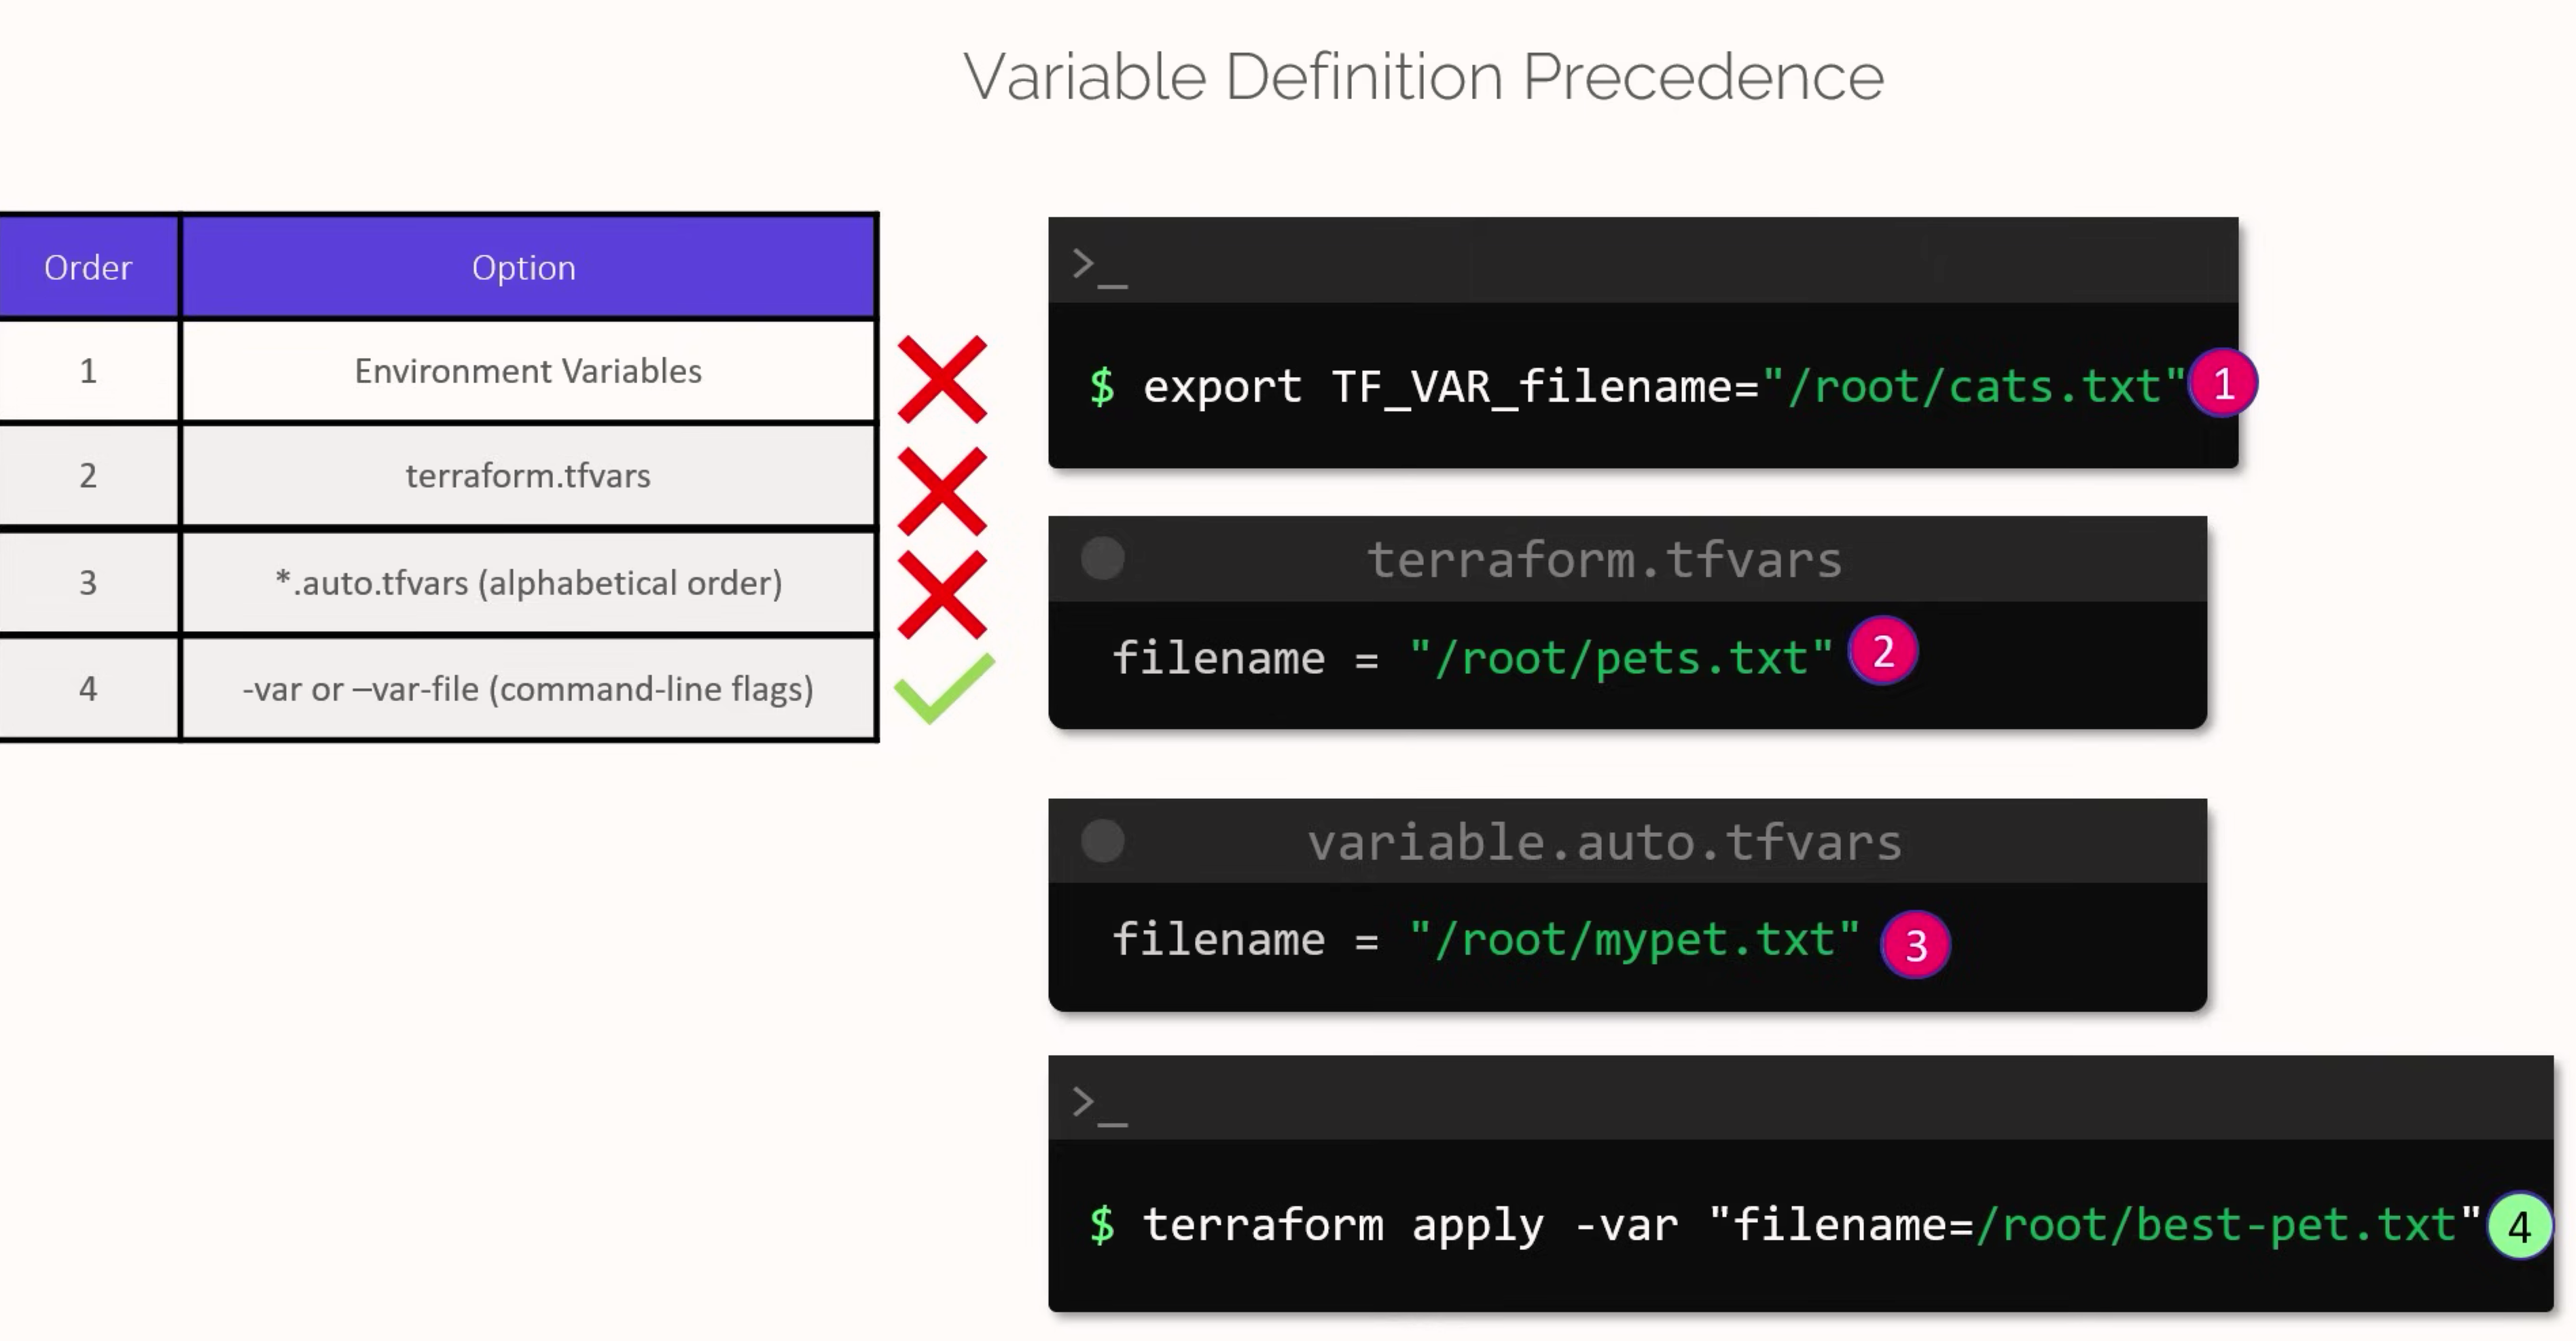 Variable Definition Precedence
Order Option
1 Environment Variables
2 terraform.tfvars
3 *.auto.tfvars (alphabetical order)
4 -var or –var-file (command-line flags)
>_
$ export TF_VAR_filename="/root/cats.txt" 1
terraform.tfvars
filename = "/root/pets.txt" 2
variable.auto.tfvars
filename = "/root/mypet.txt" 3
>_
$ terraform apply -var "filename=/root/best-pet.txt" 4